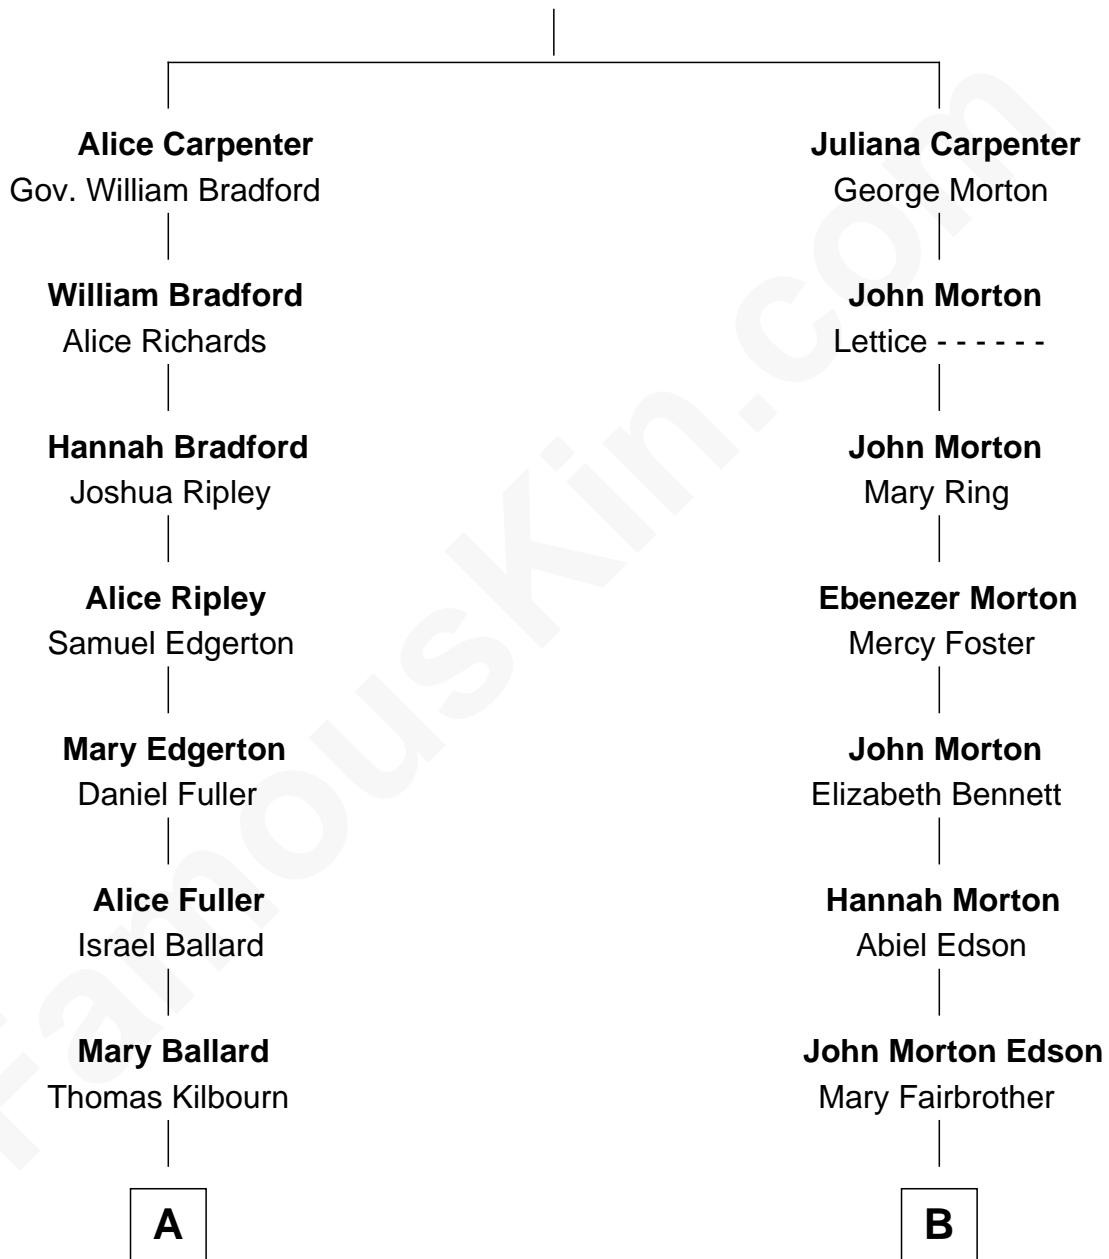 Alice Carpenter
Gov. William Bradford
William Bradford
Alice Richards
Hannah Bradford
Joshua Ripley
Alice Ripley
Samuel Edgerton
Mary Edgerton
Daniel Fuller
Alice Fuller
Israel Ballard
Mary Ballard
Thomas Kilbourn
A
Juliana Carpenter
George Morton
John Morton
Lettice - - - - - -
John Morton
Mary Ring
Ebenezer Morton
Mercy Foster
John Morton
Elizabeth Bennett
Hannah Morton
Abiel Edson
John Morton Edson
Mary Fairbrother
B
FamousKin.com